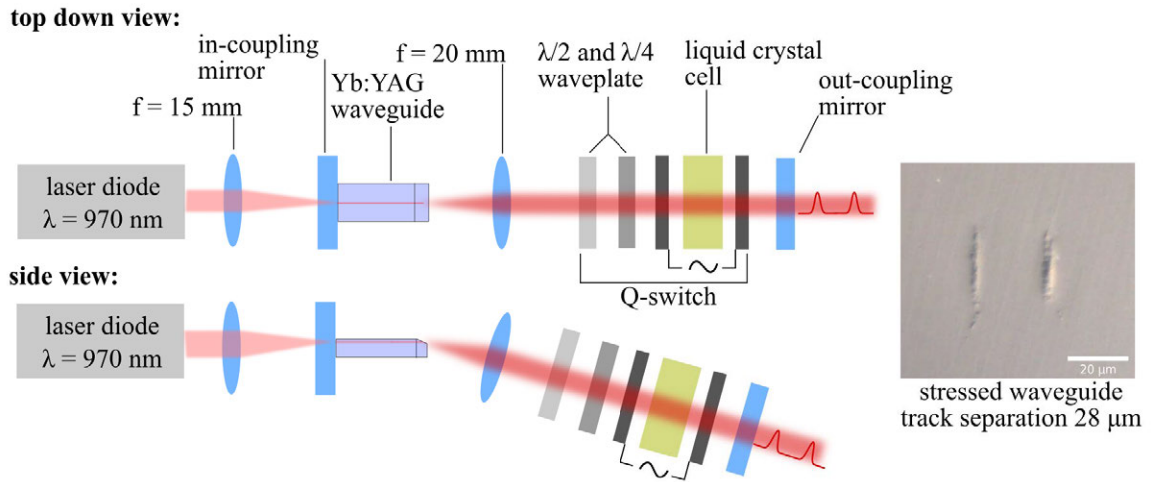 top down view:
in-coupling
mirror
f = 15 mm
Yb:YAG
waveguide
f = 20 mm
λ/2 and λ/4
waveplate
liquid crystal
cell
out-coupling
mirror
laser diode
λ = 970 nm
Q-switch
side view:
laser diode
λ = 970 nm
20 μm
stressed waveguide
track separation 28 μm